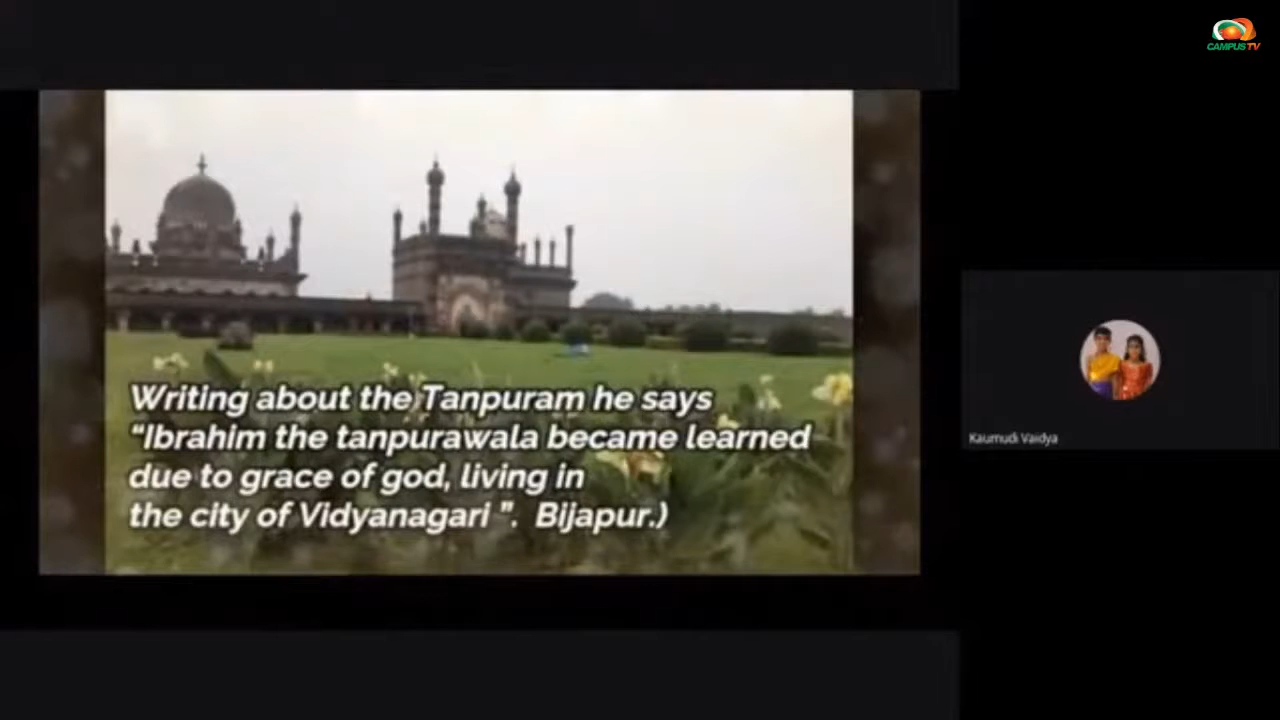 CAMPUS TV
Writing about the Tanpuram he says
“Ibrahim the tanpurawala became learned
due to grace of god, living in
the city of Vidyanagari ”.  Bijapur.)
Kaumudi Vaidya